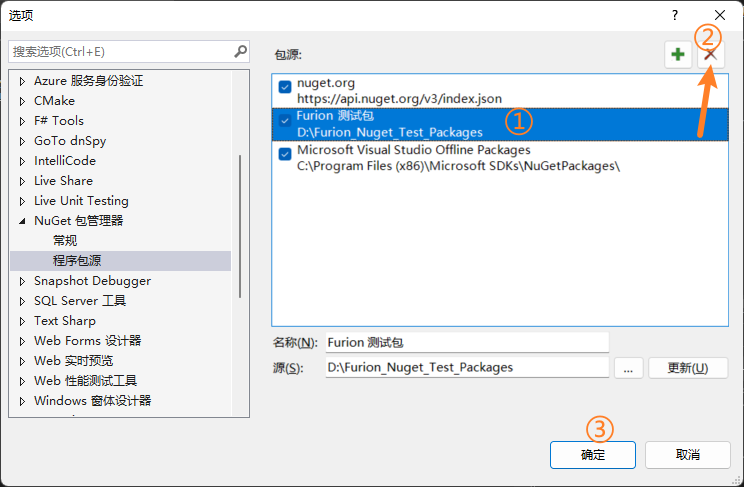 选项
?
搜索选项(Ctrl+E)
Azure 服务身份验证
CMake
F# Tools
GoTo dnSpy
IntelliCode
Live Share
Live Unit Testing
NuGet 包管理器
常规
程序包源
Snapshot Debugger
SQL Server 工具
Text Sharp
Web Forms 设计器
Web 实时预览
Web 性能测试工具
Windows 窗体设计器
包源:
②
nuget.org
https://api.nuget.org/v3/index.json
Furion 测试包
①
D:\Furion_Nuget_Test_Packages
Microsoft Visual Studio Offline Packages
C:\Program Files (x86)\Microsoft SDKs\NuGetPackages\
名称(N): Furion 测试包
源(S): D:\Furion_Nuget_Test_Packages ... 更新(U)
③
确定 取消